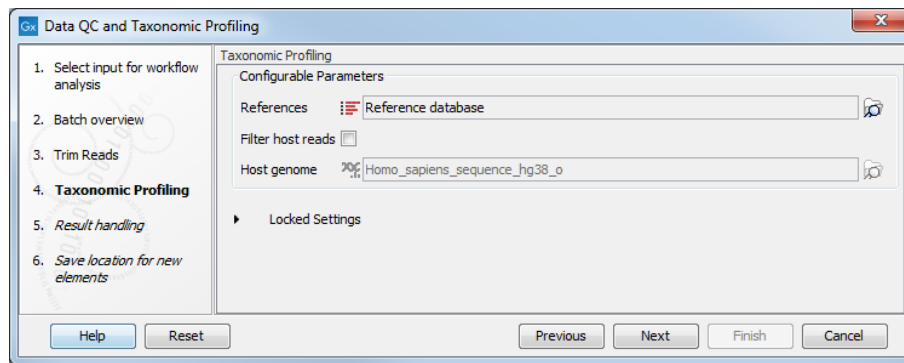 Gx Data QC and Taxonomic Profiling
1. Select input for workflow
analysis
2. Batch overview
3. Trim Reads
4. Taxonomic Profiling
5. Result handling
6. Save location for new
elements
Taxonomic Profiling
Configurable Parameters
References Reference database
Filter host reads
Host genome Homo_sapiens_sequence_hg38_o
Locked Settings
Help Reset Previous Next Finish Cancel